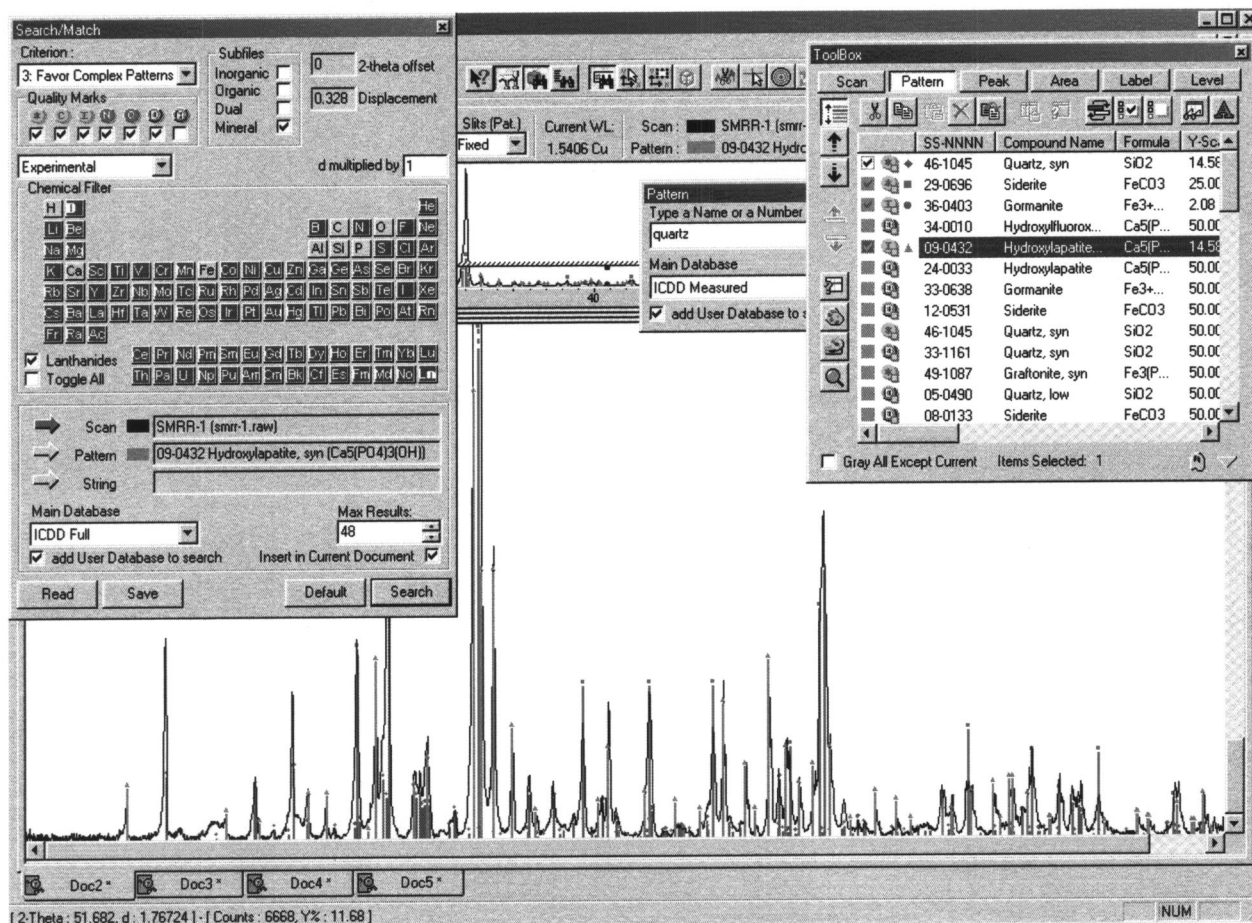 Search/Match
Criterion :
3: Favor Complex Patterns
Quality Marks
Subfiles
Inorganic
Organic
Dual
Mineral
0 2-theta offset
0.328 Displacement
Experimental
d multiplied by 1
Chemical Filter
H D He
Li Be B C N O F Ne
Na Mg Al Si P S Cl Ar
K Ca Sc Ti V Cr Mn Fe Co Ni Cu Zn Ga Ge As Se Br Kr
Rb Sr Y Zr Nb Mo Tc Ru Rh Pd Ag Cd In Sn Sb Te I Xe
Cs Ba La Hf Ta W Re Os Ir Pt Au Hg Tl Pb Bi Po At Rn
Fr Ra Ac
Lanthanides Ce Pr Nd Pm Sm Eu Gd Tb Dy Ho Er Tm Yb Lu
Toggle All Th Pa U Np Pu Am Cm Bk Cf Es Fm Md No Ln
Scan SMRR-1 (smrr-1.raw)
Pattern 09-0432 Hydroxylapatite, syn (Ca5(PO4)3(OH))
String
Main Database
ICDD Full
Max Results:
48
add User Database to search
Insert in Current Document
Read Save Default Search
Slits (Pat.)
Fixed
Current WL:
1.5406 Cu
Scan : SMRR-1 (smrr-
Pattern : 09-0432 Hydro
40
Pattern
Type a Name or a Number
quartz
Main Database
ICDD Measured
add User Database to s
ToolBox
Scan Pattern Peak Area Label Level
SS-NNNN Compound Name Formula Y-Sc
46-1045 Quartz, syn SiO2 14.58
29-0696 Siderite FeCO3 25.00
36-0403 Gormanite Fe3+... 2.08
34-0010 Hydroxylfluorox... Ca5(P... 50.00
09-0432 Hydroxylapatite... Ca5(P... 14.58
24-0033 Hydroxylapatite Ca5(P... 50.00
33-0638 Gormanite Fe3+... 50.00
12-0531 Siderite FeCO3 50.00
46-1045 Quartz, syn SiO2 50.00
33-1161 Quartz, syn SiO2 50.00
49-1087 Graftonite, syn Fe3(P... 50.00
05-0490 Quartz, low SiO2 50.00
08-0133 Siderite FeCO3 50.00
Gray All Except Current Items Selected: 1
Doc2 * Doc3 * Doc4 * Doc5 *
[ 2-Theta : 51.682, d : 1.76724 ] - [ Counts : 6668, Y% : 11.68 ]
NUM